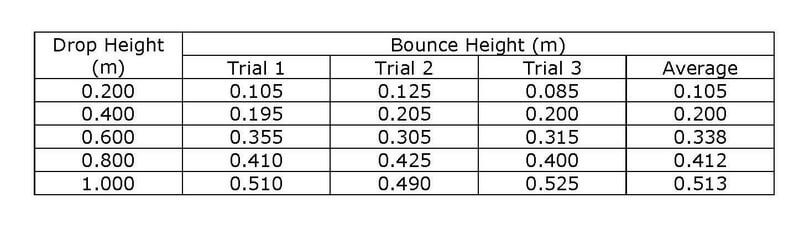 Drop Height (m) Bounce Height (m)
Trial 1 Trial 2 Trial 3 Average
0.200 0.105 0.125 0.085 0.105
0.400 0.195 0.205 0.200 0.200
0.600 0.355 0.305 0.315 0.338
0.800 0.410 0.425 0.400 0.412
1.000 0.510 0.490 0.525 0.513